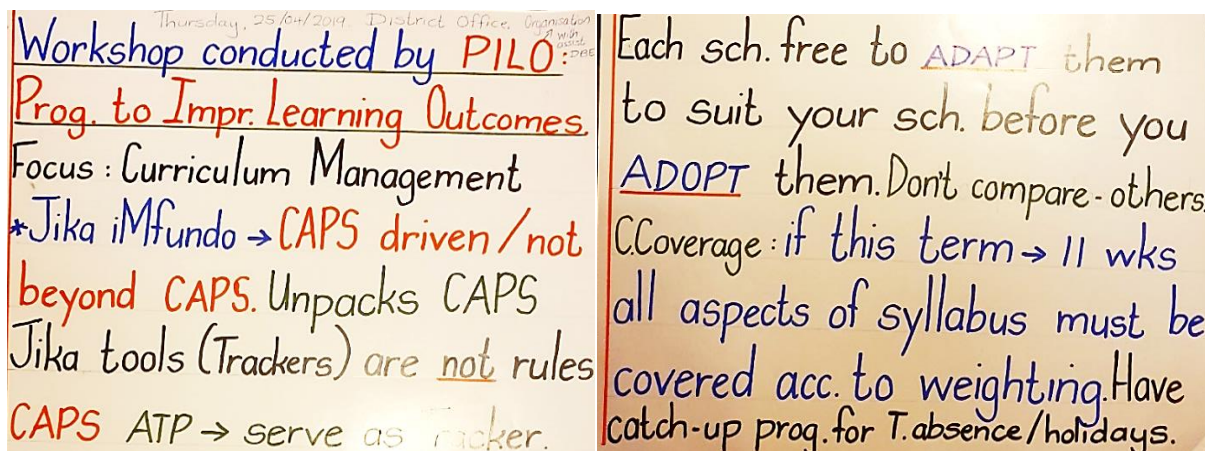 Thursday, 25/04/2019. District Office. Organisation
with
assist
DBE
Workshop conducted by PILO:
Prog. to Impr. Learning Outcomes.
Focus: Curriculum Management
*Jika iMfundo → CAPS driven/not
beyond CAPS. Unpacks CAPS
Jika tools (Trackers) are not rules
CAPS ATP → serve as Tracker.
Each sch. free to ADAPT them
to suit your sch. before you
ADOPT them. Don't compare - others.
C.Coverage: if this term → 11 wks
all aspects of syllabus must be
covered acc. to weighting. Have
catch-up prog. for T. absence/holidays.